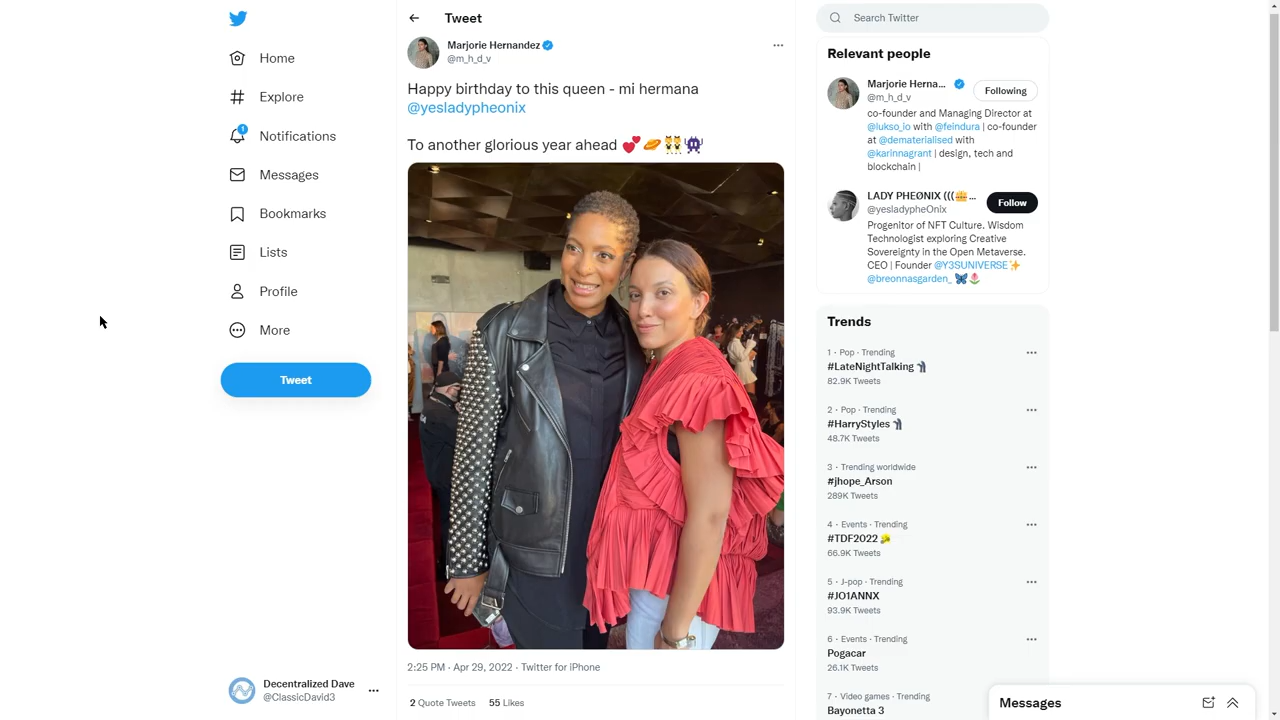 Home
Explore
1
Notifications
Messages
Bookmarks
Lists
Profile
More
Tweet
Decentralized Dave
@ClassicDavid3
Tweet
Marjorie Hernandez
@m_h_d_v
Happy birthday to this queen - mi hermana
@yesladypheonix
To another glorious year ahead 💕🪐👯👾
2:25 PM · Apr 29, 2022 · Twitter for iPhone
2 Quote Tweets 55 Likes
Search Twitter
Relevant people
Marjorie Herna...
@m_h_d_v
Following
co-founder and Managing Director at
@lukso_io with @feindura | co-founder
at @dematerialised with
@karinnagrant | design, tech and
blockchain |
LADY PHEØNIX (((...
@yesladypheOnix
Follow
Progenitor of NFT Culture. Wisdom
Technologist exploring Creative
Sovereignty in the Open Metaverse.
CEO | Founder @Y3SUNIVERSE✨
@breonnasgarden_ 🦋🌷
Trends
1 · Pop · Trending
#LateNightTalking
82.9K Tweets
2 · Pop · Trending
#HarryStyles
48.7K Tweets
3 · Trending worldwide
#jhope_Arson
289K Tweets
4 · Events · Trending
#TDF2022
66.9K Tweets
5 · J-pop · Trending
#JO1ANNX
93.9K Tweets
6 · Events · Trending
Pogacar
26.1K Tweets
7 · Video games · Trending
Bayonetta 3
Messages